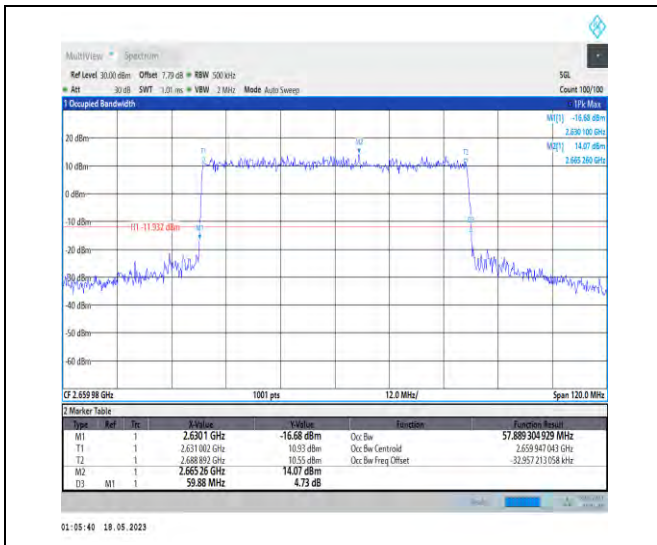 MultiView Spectrum
Ref Level 30.00 dBm Offset 7.79 dB RBW 500 kHz SGL
Att 30 dB SWT 1.01 ms VBW 2 MHz Mode Auto Sweep Count 100/100
1 Occupied Bandwidth 1Pk Max
M1[1] -16.68 dBm
2.630 100 GHz
M2[1] 14.07 dBm
2.665 260 GHz
20 dBm
T1 M2 T2
10 dBm
0 dBm
-10 dBm
H1 -11.932 dBm M1 D3
-20 dBm
-30 dBm
-40 dBm
-50 dBm
-60 dBm
CF 2.659 98 GHz 1001 pts 12.0 MHz/ Span 120.0 MHz
2 Marker Table
Type Ref Trc X-Value Y-Value Function Function Result
M1 1 2.6301 GHz -16.68 dBm Occ Bw 57.889 304 929 MHz
T1 1 2.631 002 GHz 10.93 dBm Occ Bw Centroid 2.659 947 043 GHz
T2 1 2.688 892 GHz 10.55 dBm Occ Bw Freq Offset -32.957 213 058 kHz
M2 1 2.665 26 GHz 14.07 dBm
D3 M1 1 59.88 MHz 4.73 dB
01:05:40 18.05.2023